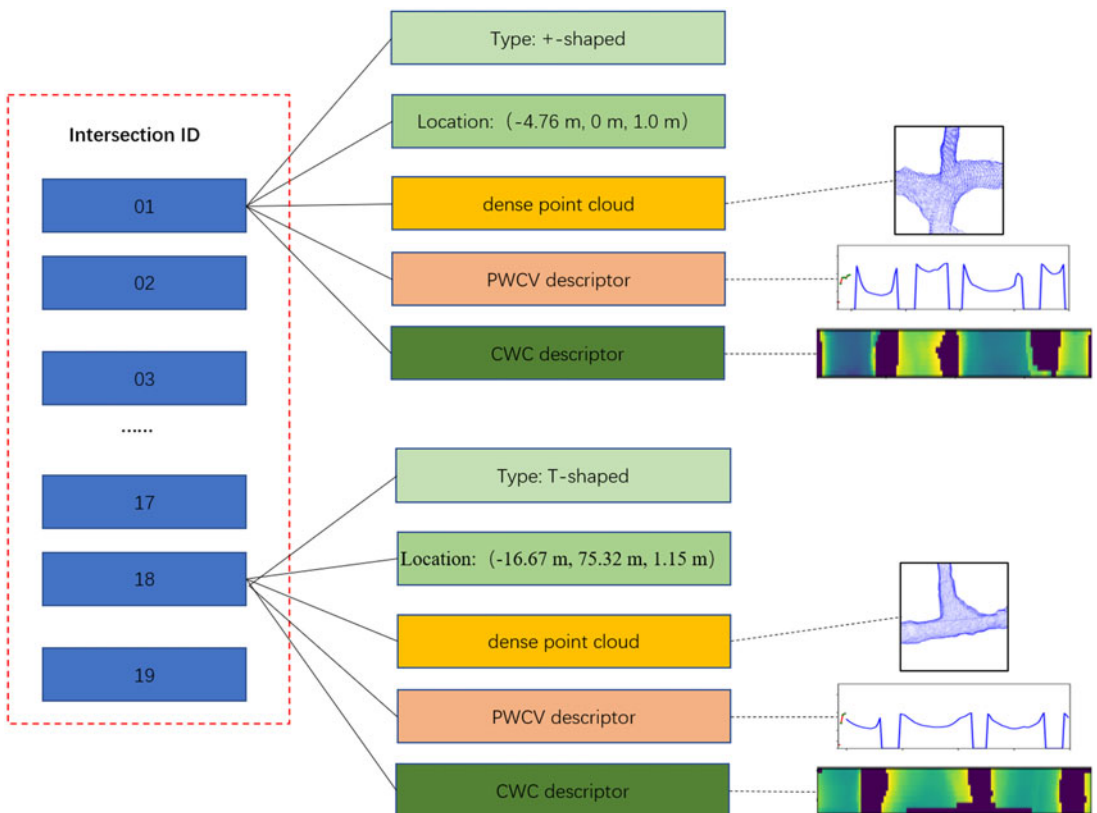 Intersection ID
01
02
03
......
17
18
19
Type: +-shaped
Location:（-4.76 m, 0 m, 1.0 m）
dense point cloud
PWCV descriptor
CWC descriptor
Type: T-shaped
Location:（-16.67 m, 75.32 m, 1.15 m）
dense point cloud
PWCV descriptor
CWC descriptor